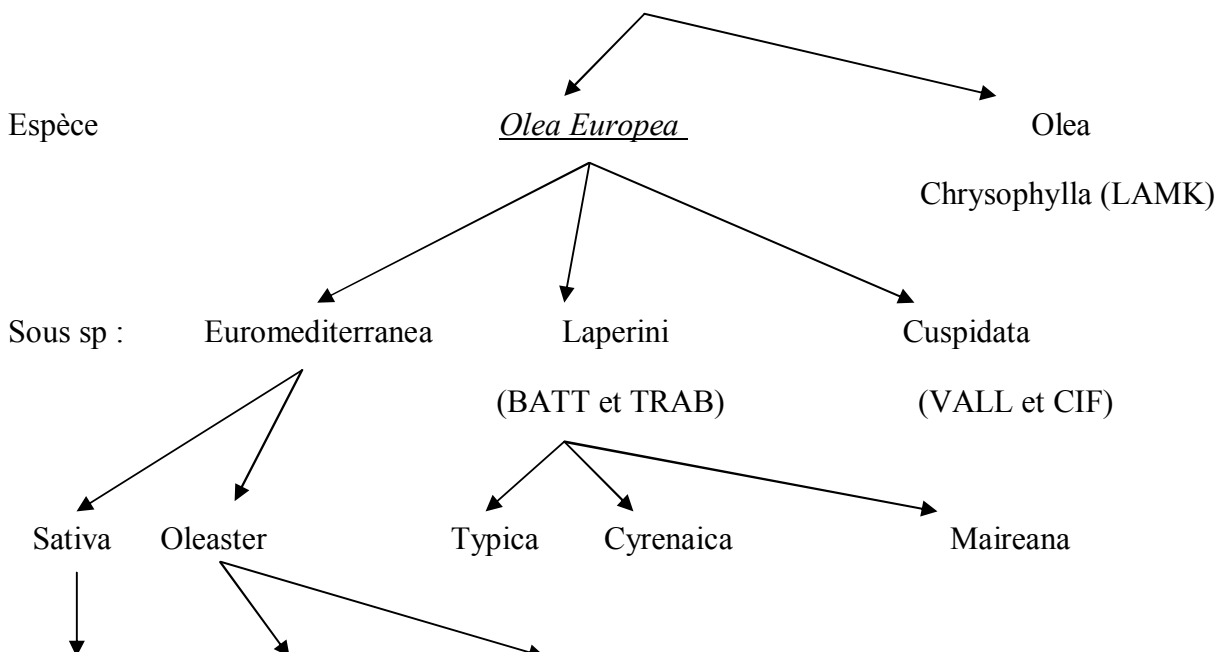 Espèce Olea Europea Olea
Chrysophylla (LAMK)
Sous sp : Euromediterranea Laperini Cuspidata
(BATT et TRAB) (VALL et CIF)
Sativa Oleaster Typica Cyrenaica Maireana